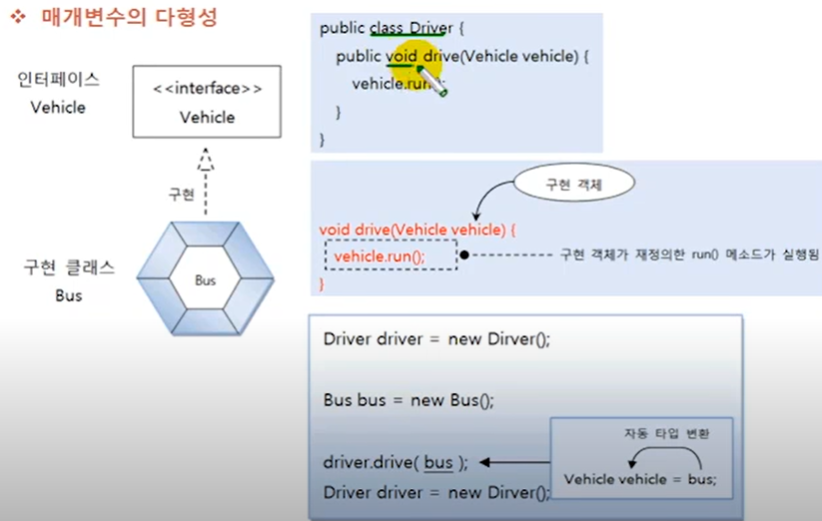 ❖ 매개변수의 다형성
인터페이스
Vehicle
<<interface>>
Vehicle
구현
구현 클래스
Bus
Bus
public class Driver {
public void drive(Vehicle vehicle) {
vehicle.run();
}
}
구현 객체
void drive(Vehicle vehicle) {
vehicle.run();
구현 객체가 재정의한 run() 메소드가 실행됨
}
Driver driver = new Dirver();
Bus bus = new Bus();
driver.drive( bus );
Driver driver = new Dirver();
자동 타입 변환
Vehicle vehicle = bus;